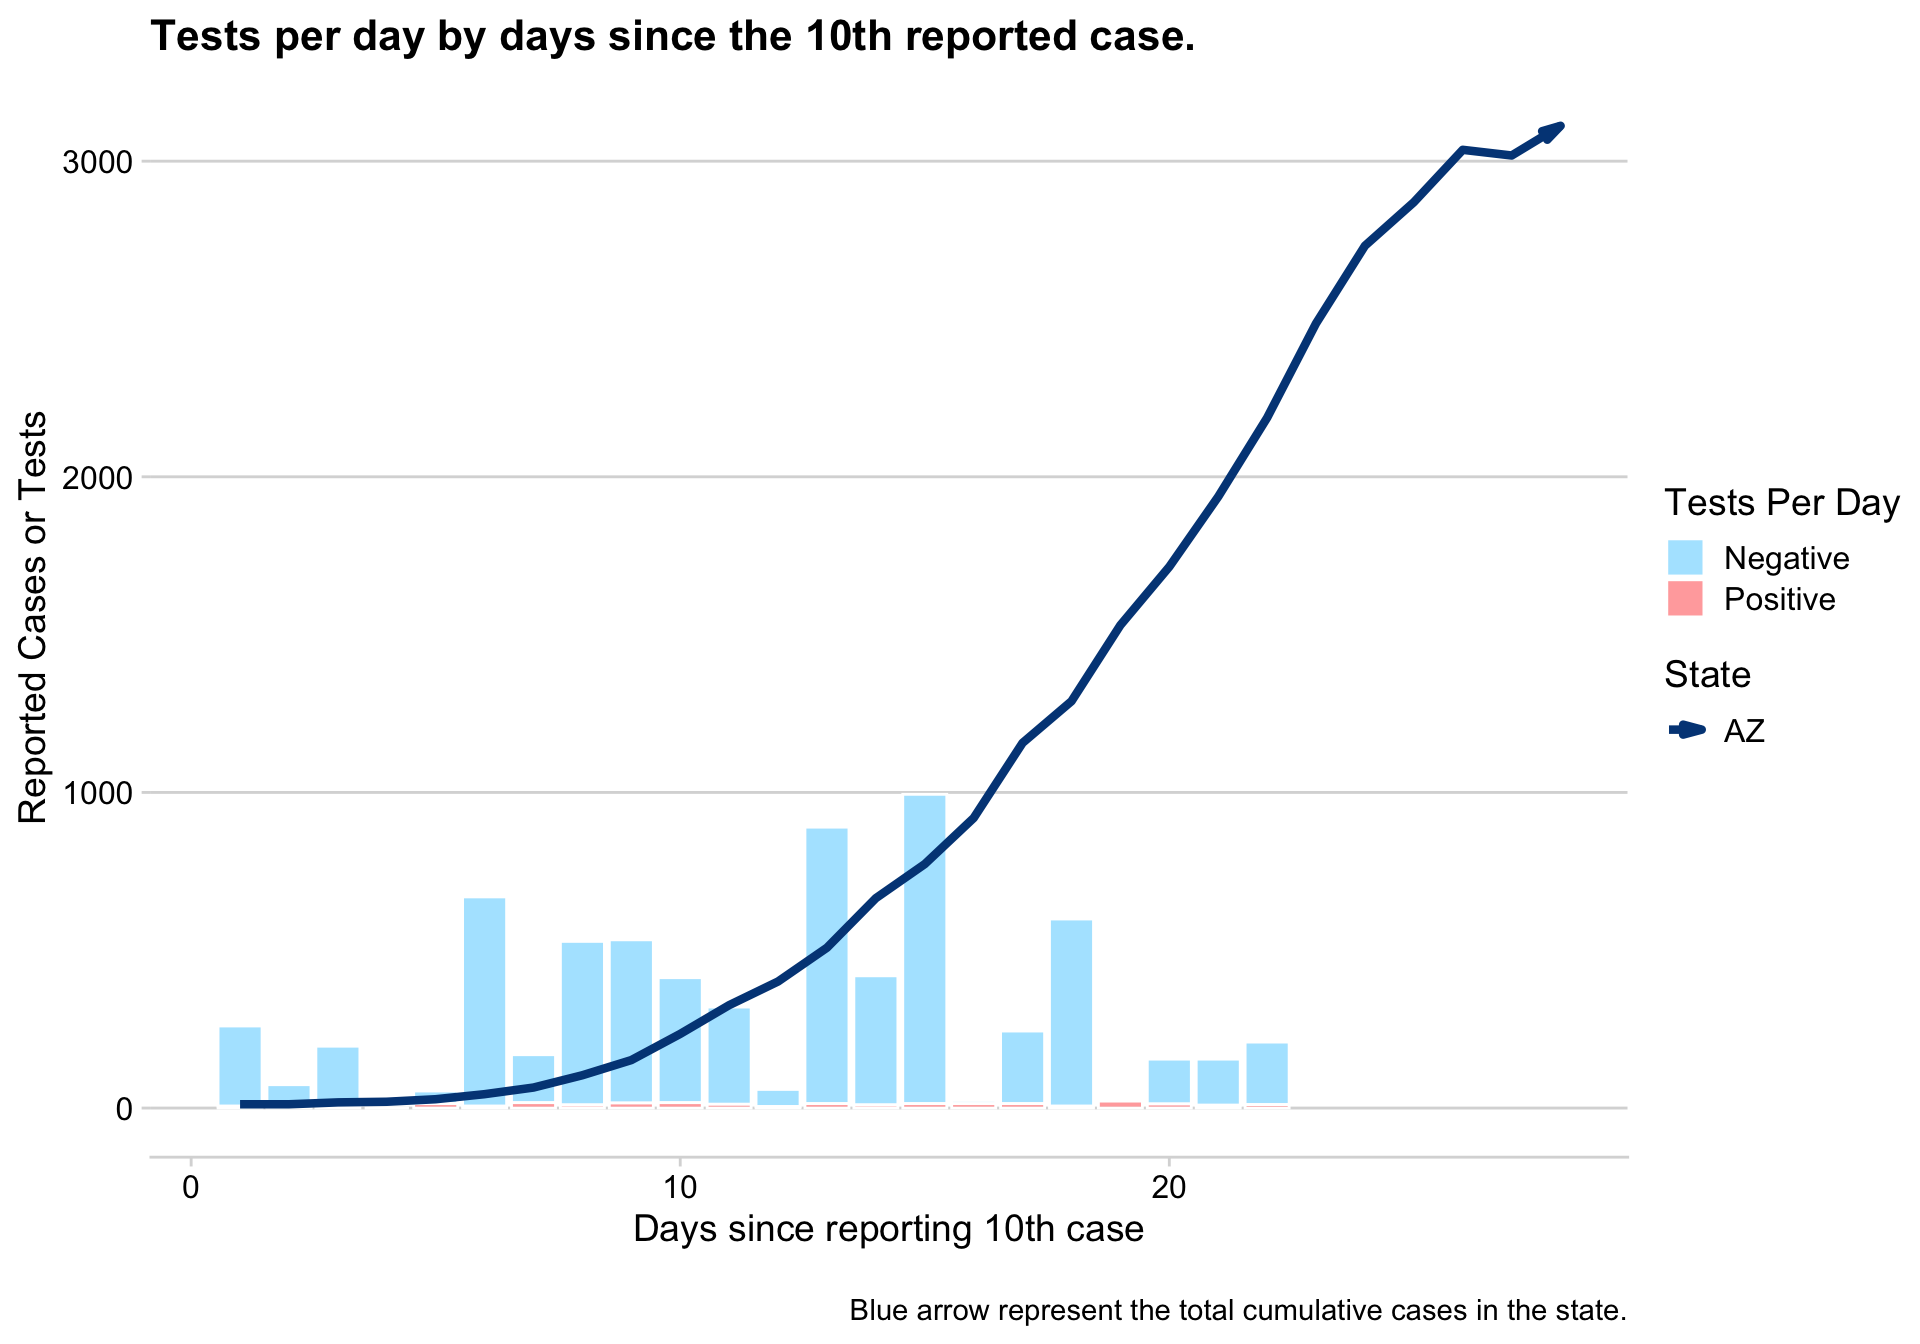 Tests per day by days since the 10th reported case.
Reported Cases or Tests
3000
2000
1000
0
0 10 20
Days since reporting 10th case
Tests Per Day
Negative
Positive
State
AZ
Blue arrow represent the total cumulative cases in the state.